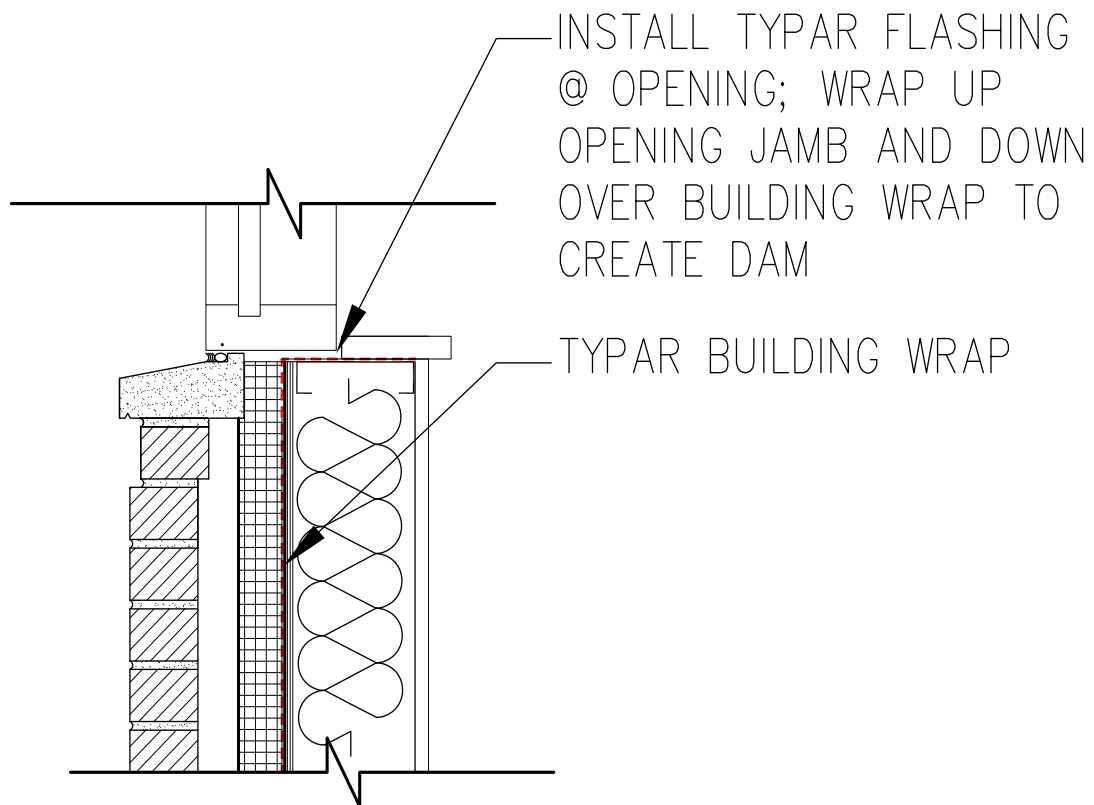 INSTALL TYPAR FLASHING
@ OPENING; WRAP UP
OPENING JAMB AND DOWN
OVER BUILDING WRAP TO
CREATE DAM
TYPAR BUILDING WRAP